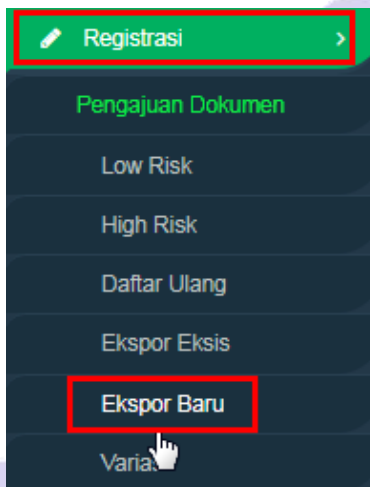 Registrasi
Pengajuan Dokumen
Low Risk
High Risk
Daftar Ulang
Ekspor Eksis
Ekspor Baru